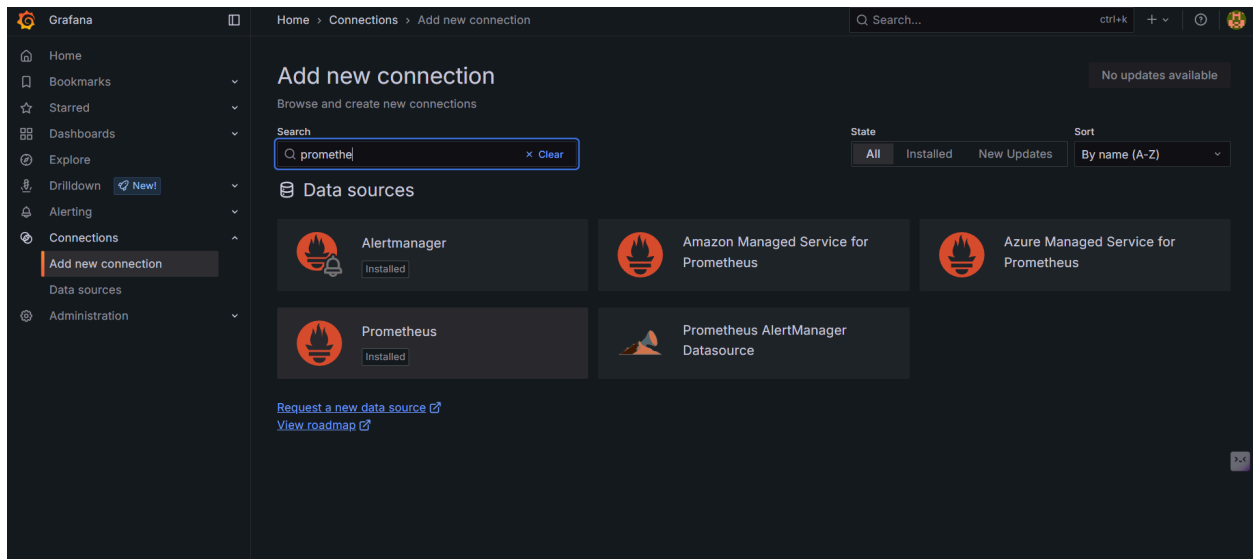 Grafana
Home › Connections › Add new connection
Search...
ctrl+k
Home
Bookmarks
Starred
Dashboards
Explore
Drilldown
New!
Alerting
Connections
Add new connection
Data sources
Administration
Add new connection
No updates available
Browse and create new connections
Search
promethe
× Clear
State
All
Installed
New Updates
Sort
By name (A-Z)
Data sources
Alertmanager
Installed
Amazon Managed Service for
Prometheus
Azure Managed Service for
Prometheus
Prometheus
Installed
Prometheus AlertManager
Datasource
Request a new data source
View roadmap